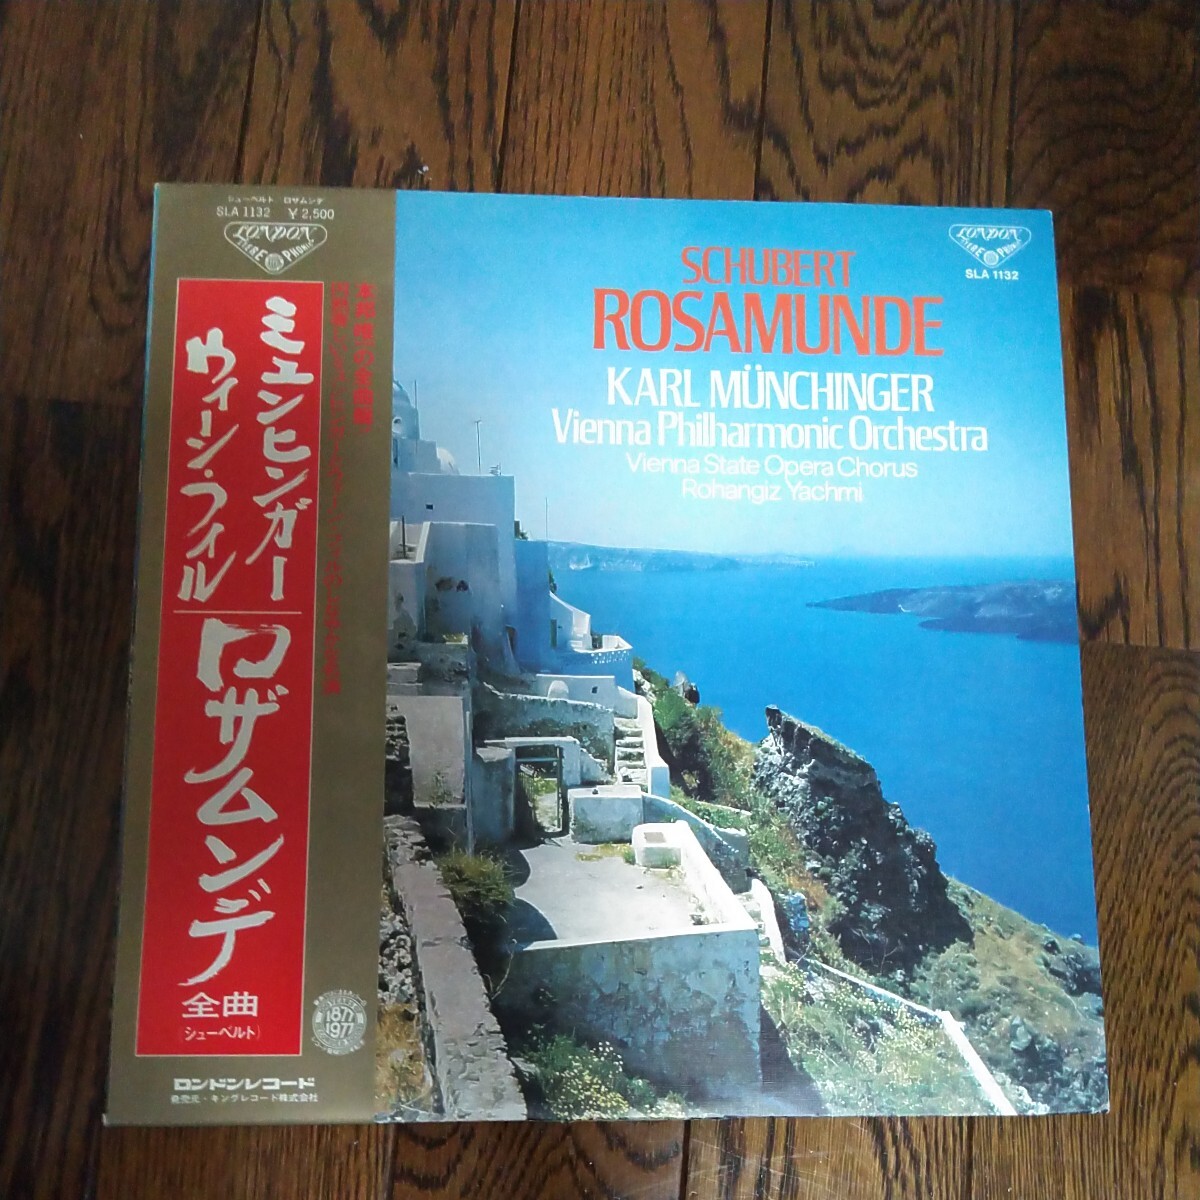 シューベルト ロザムンデ
SLA 1132 ¥2,500
LONDON
STEREOPHONIC
ミュンヒンガー
ウィーン・フィル
ロザムンデ
全曲
(シューベルト)
1877
1977
ロンドンレコード
発売元・キングレコード株式会社
LONDON
STEREOPHONIC
SLA 1132
SCHUBERT
ROSAMUNDE
KARL MÜNCHINGER
Vienna Philharmonic Orchestra
Vienna State Opera Chorus
Rohangiz Yachmi